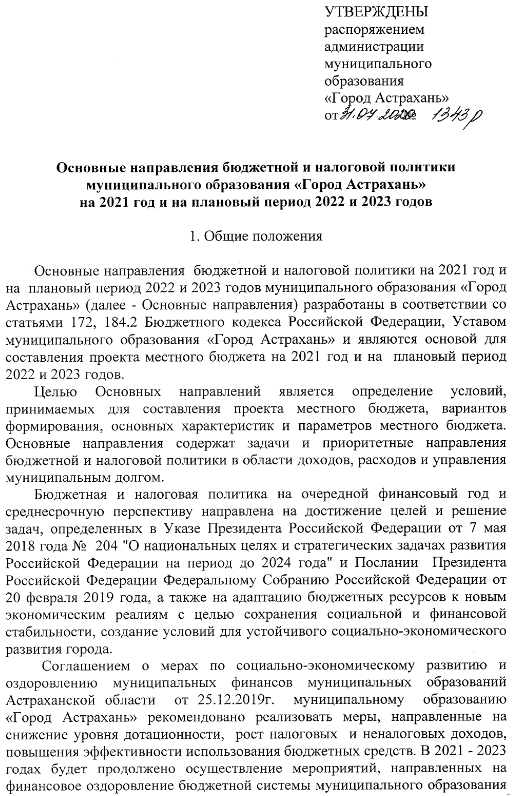 УТВЕРЖДЕНЫ
распоряжением
администрации
муниципального
образования
«Город Астрахань»
от 31.07.2020 № 1343р
Основные направления бюджетной и налоговой политики
муниципального образования «Город Астрахань»
на 2021 год и на плановый период 2022 и 2023 годов
1. Общие положения
Основные направления бюджетной и налоговой политики на 2021 год и
на плановый период 2022 и 2023 годов муниципального образования «Город
Астрахань» (далее - Основные направления) разработаны в соответствии со
статьями 172, 184.2 Бюджетного кодекса Российской Федерации, Уставом
муниципального образования «Город Астрахань» и являются основой для
составления проекта местного бюджета на 2021 год и на плановый период
2022 и 2023 годов.
Целью Основных направлений является определение условий,
принимаемых для составления проекта местного бюджета, вариантов
формирования, основных характеристик и параметров местного бюджета.
Основные направления содержат задачи и приоритетные направления
бюджетной и налоговой политики в области доходов, расходов и управления
муниципальным долгом.
Бюджетная и налоговая политика на очередной финансовый год и
среднесрочную перспективу направлена на достижение целей и решение
задач, определенных в Указе Президента Российской Федерации от 7 мая
2018 года № 204 "О национальных целях и стратегических задачах развития
Российской Федерации на период до 2024 года" и Послании Президента
Российской Федерации Федеральному Собранию Российской Федерации от
20 февраля 2019 года, а также на адаптацию бюджетных ресурсов к новым
экономическим реалиям с целью сохранения социальной и финансовой
стабильности, создание условий для устойчивого социально-экономического
развития города.
Соглашением о мерах по социально-экономическому развитию и
оздоровлению муниципальных финансов муниципальных образований
Астраханской области от 25.12.2019г. муниципальному образованию
«Город Астрахань» рекомендовано реализовать меры, направленные на
снижение уровня дотационности, рост налоговых и неналоговых доходов,
повышения эффективности использования бюджетных средств. В 2021 - 2023
годах будет продолжено осуществление мероприятий, направленных на
финансовое оздоровление бюджетной системы муниципального образования